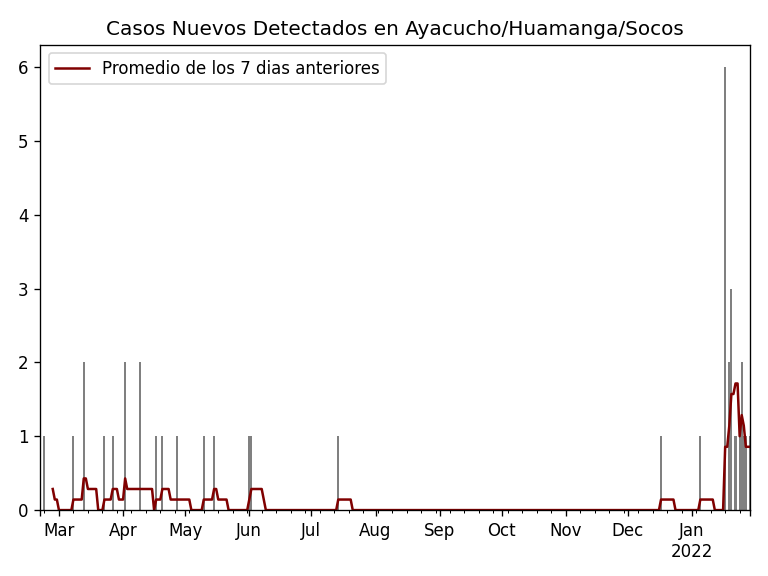 Casos Nuevos Detectados en Ayacucho/Huamanga/Socos
Promedio de los 7 dias anteriores
6
5
4
3
2
1
0
Mar Apr May Jun Jul Aug Sep Oct Nov Dec Jan
2022